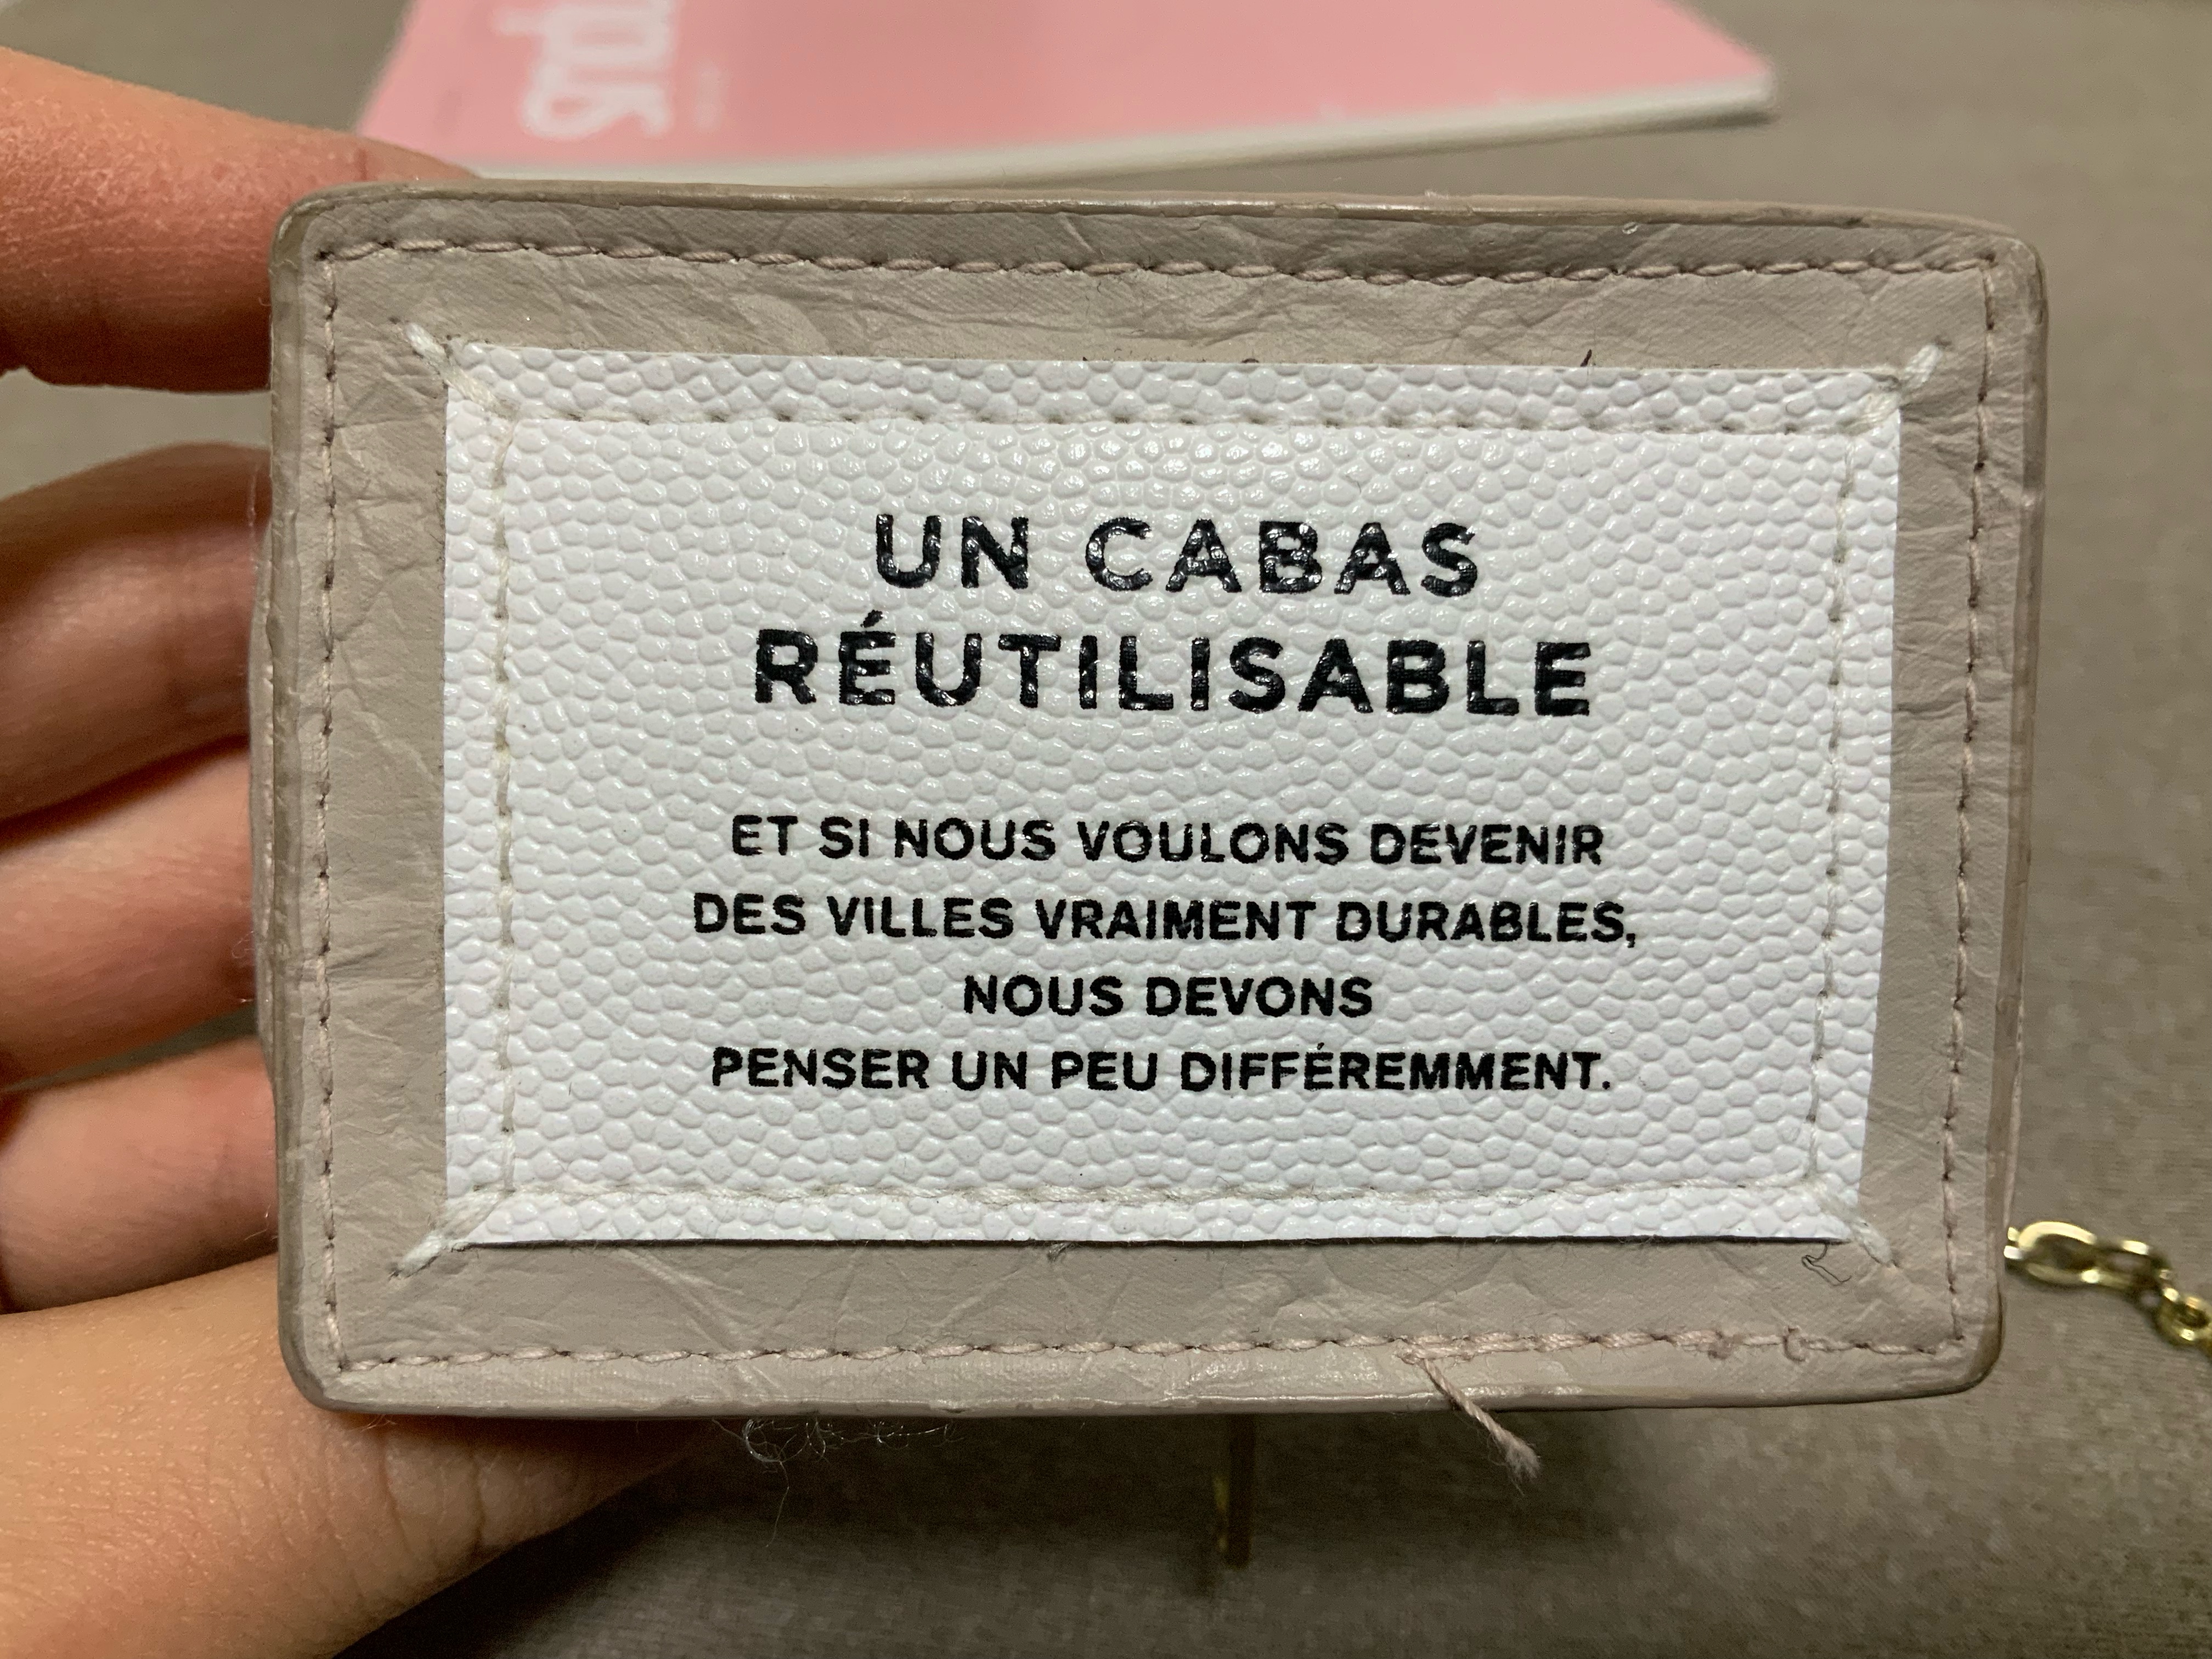 UN CABAS
RÉUTILISABLE
ET SI NOUS VOULONS DEVENIR
DES VILLES VRAIMENT DURABLES,
NOUS DEVONS
PENSER UN PEU DIFFÉREMMENT.